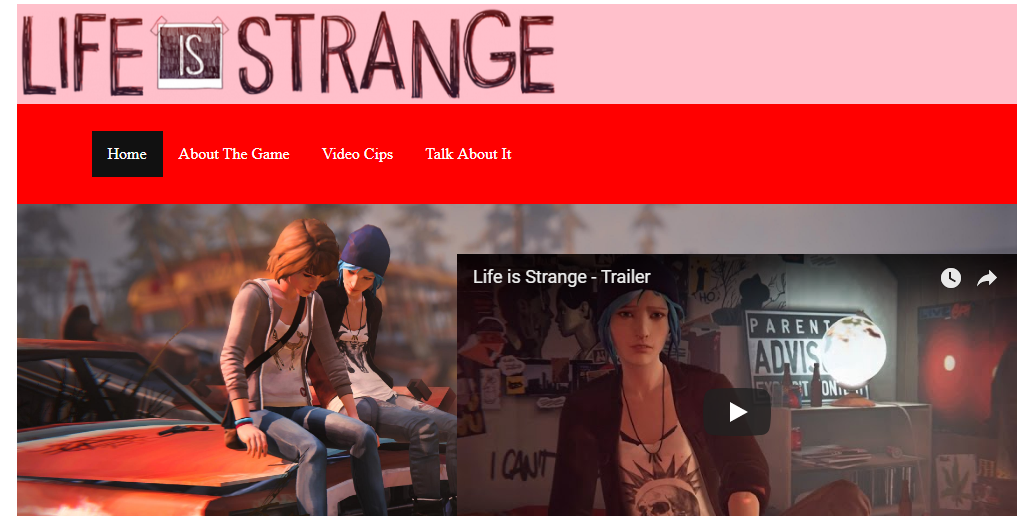 LIFE IS STRANGE
Home About The Game Video Cips Talk About It
Life is Strange - Trailer
HO
PARENT
ADVIS
I CAN'T